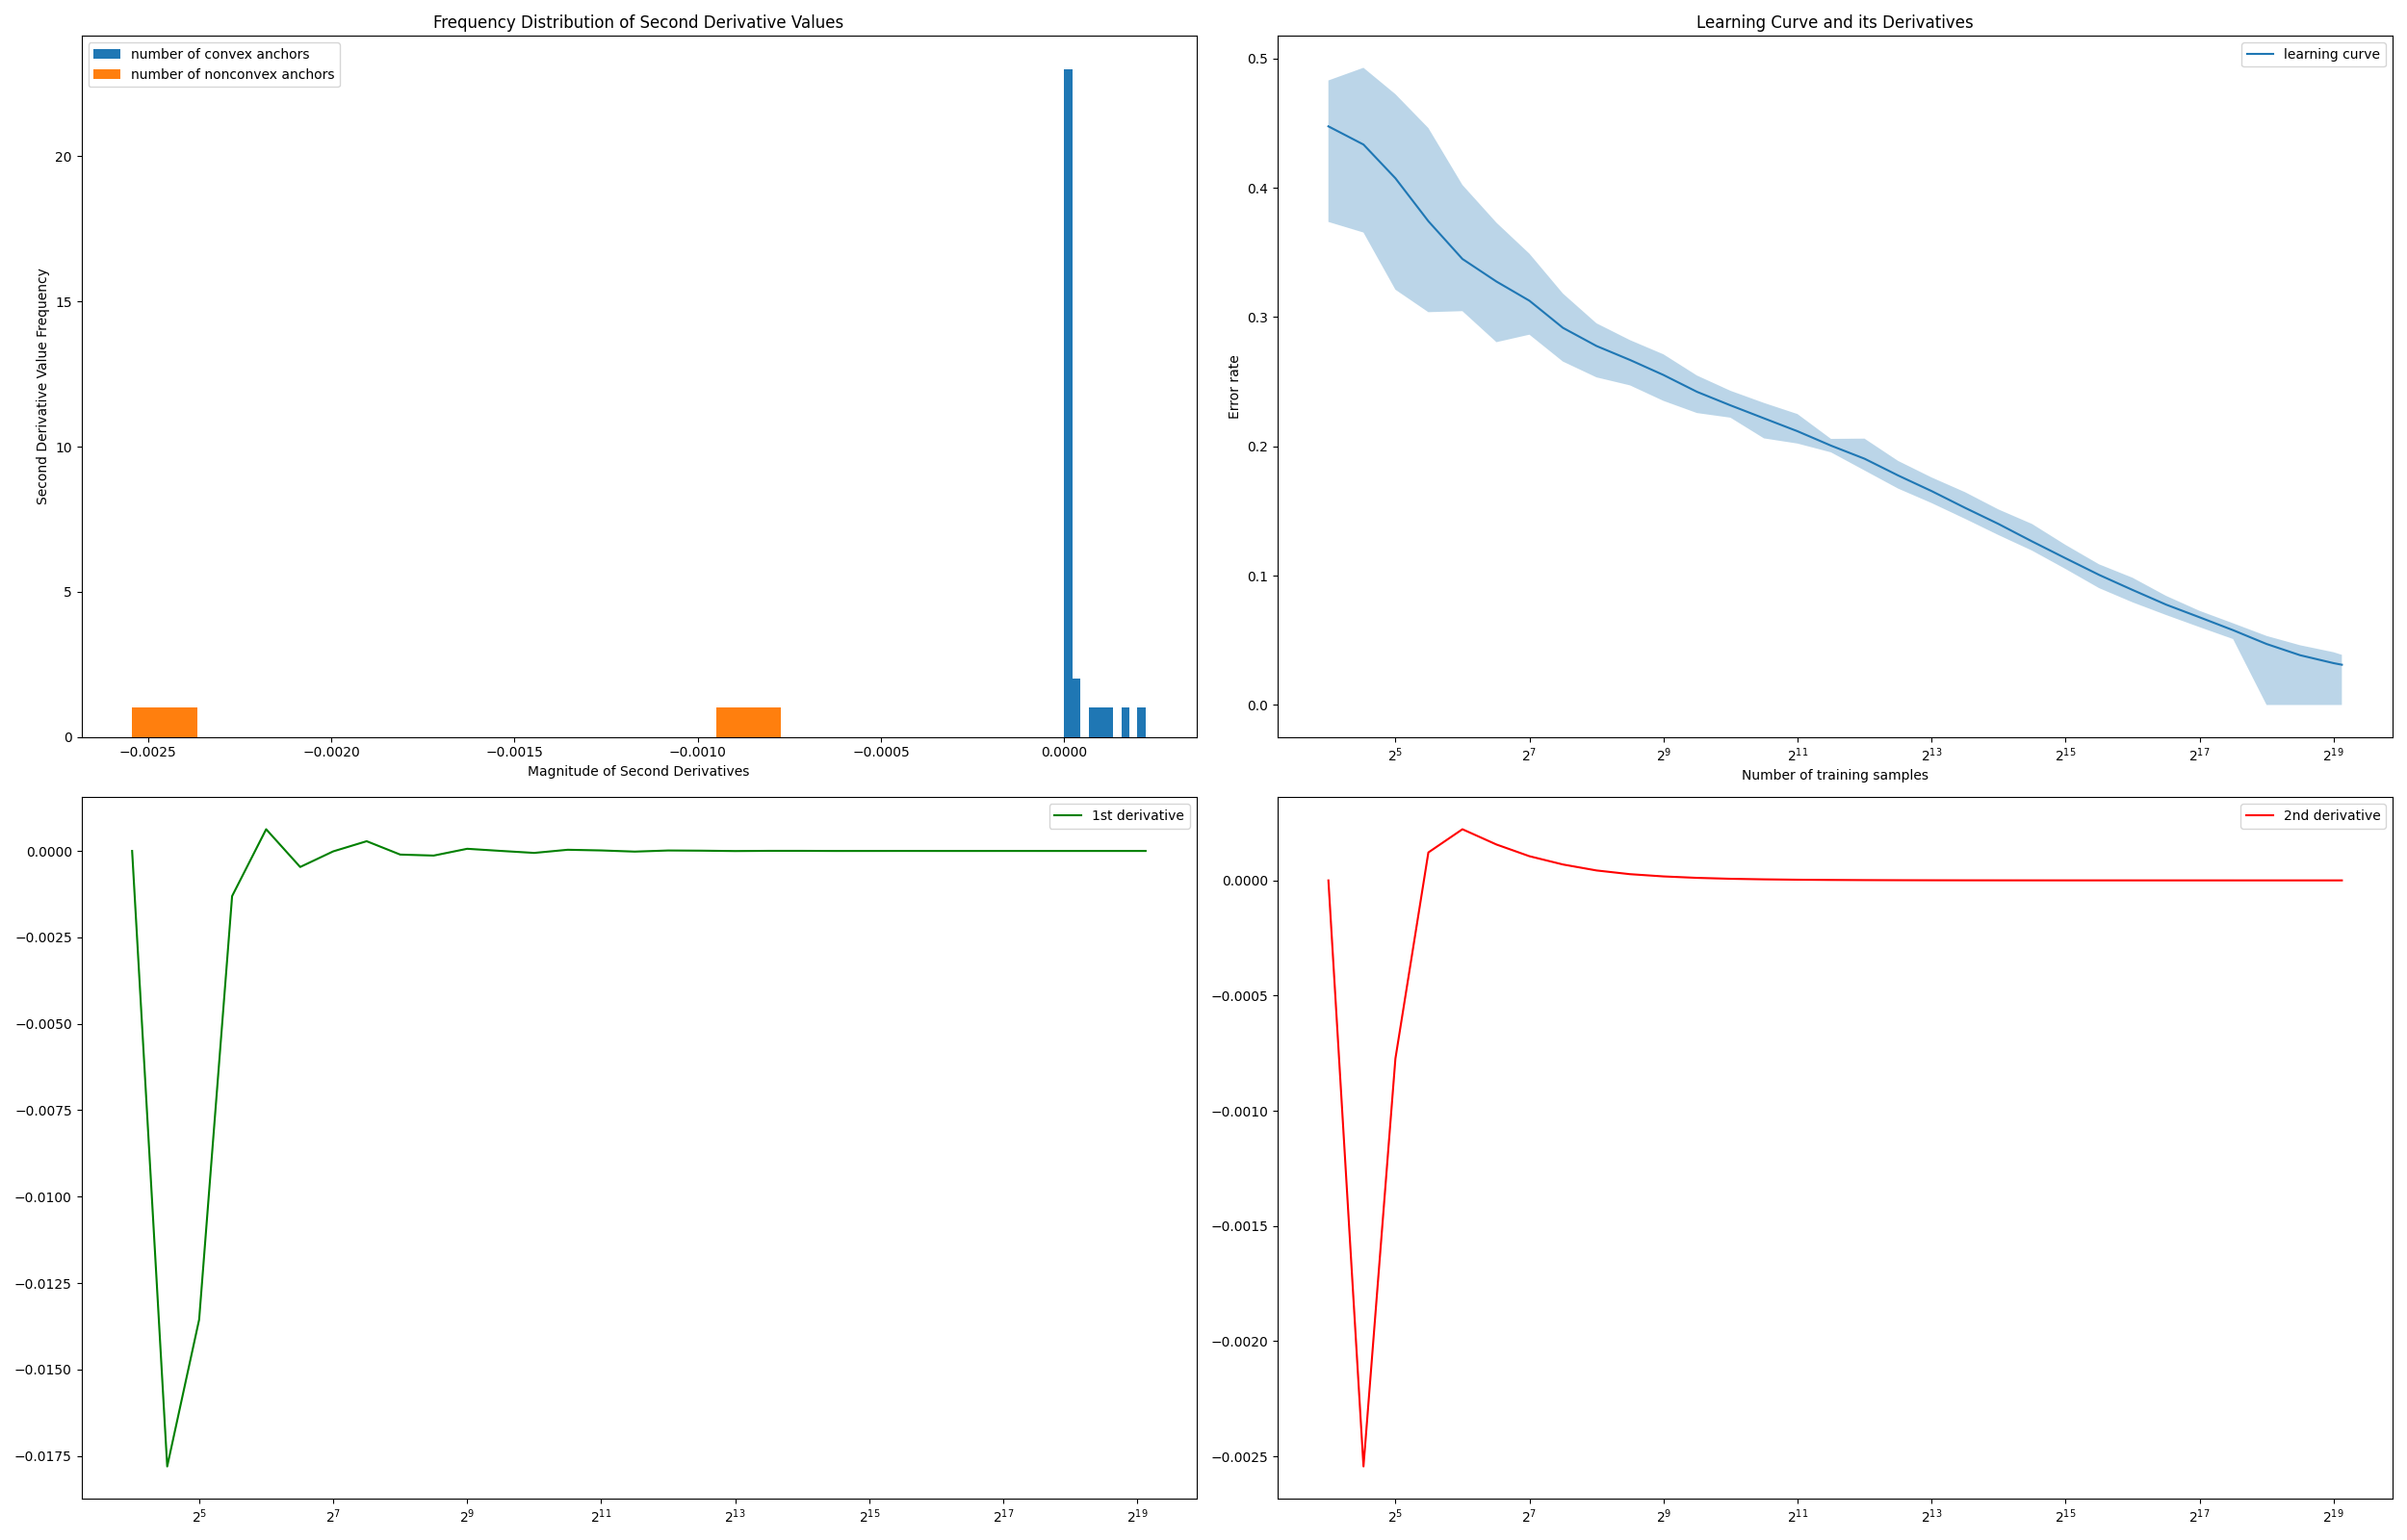 Frequency Distribution of Second Derivative Values
number of convex anchors
number of nonconvex anchors
Second Derivative Value Frequency
20
15
10
5
0
−0.0025 −0.0020 −0.0015 −0.0010 −0.0005 0.0000
Magnitude of Second Derivatives
Learning Curve and its Derivatives
learning curve
Error rate
0.5
0.4
0.3
0.2
0.1
0.0
2^5 2^7 2^9 2^11 2^13 2^15 2^17 2^19
Number of training samples
1st derivative
0.0000
−0.0025
−0.0050
−0.0075
−0.0100
−0.0125
−0.0150
−0.0175
2^5 2^7 2^9 2^11 2^13 2^15 2^17 2^19
2nd derivative
0.0000
−0.0005
−0.0010
−0.0015
−0.0020
−0.0025
2^5 2^7 2^9 2^11 2^13 2^15 2^17 2^19